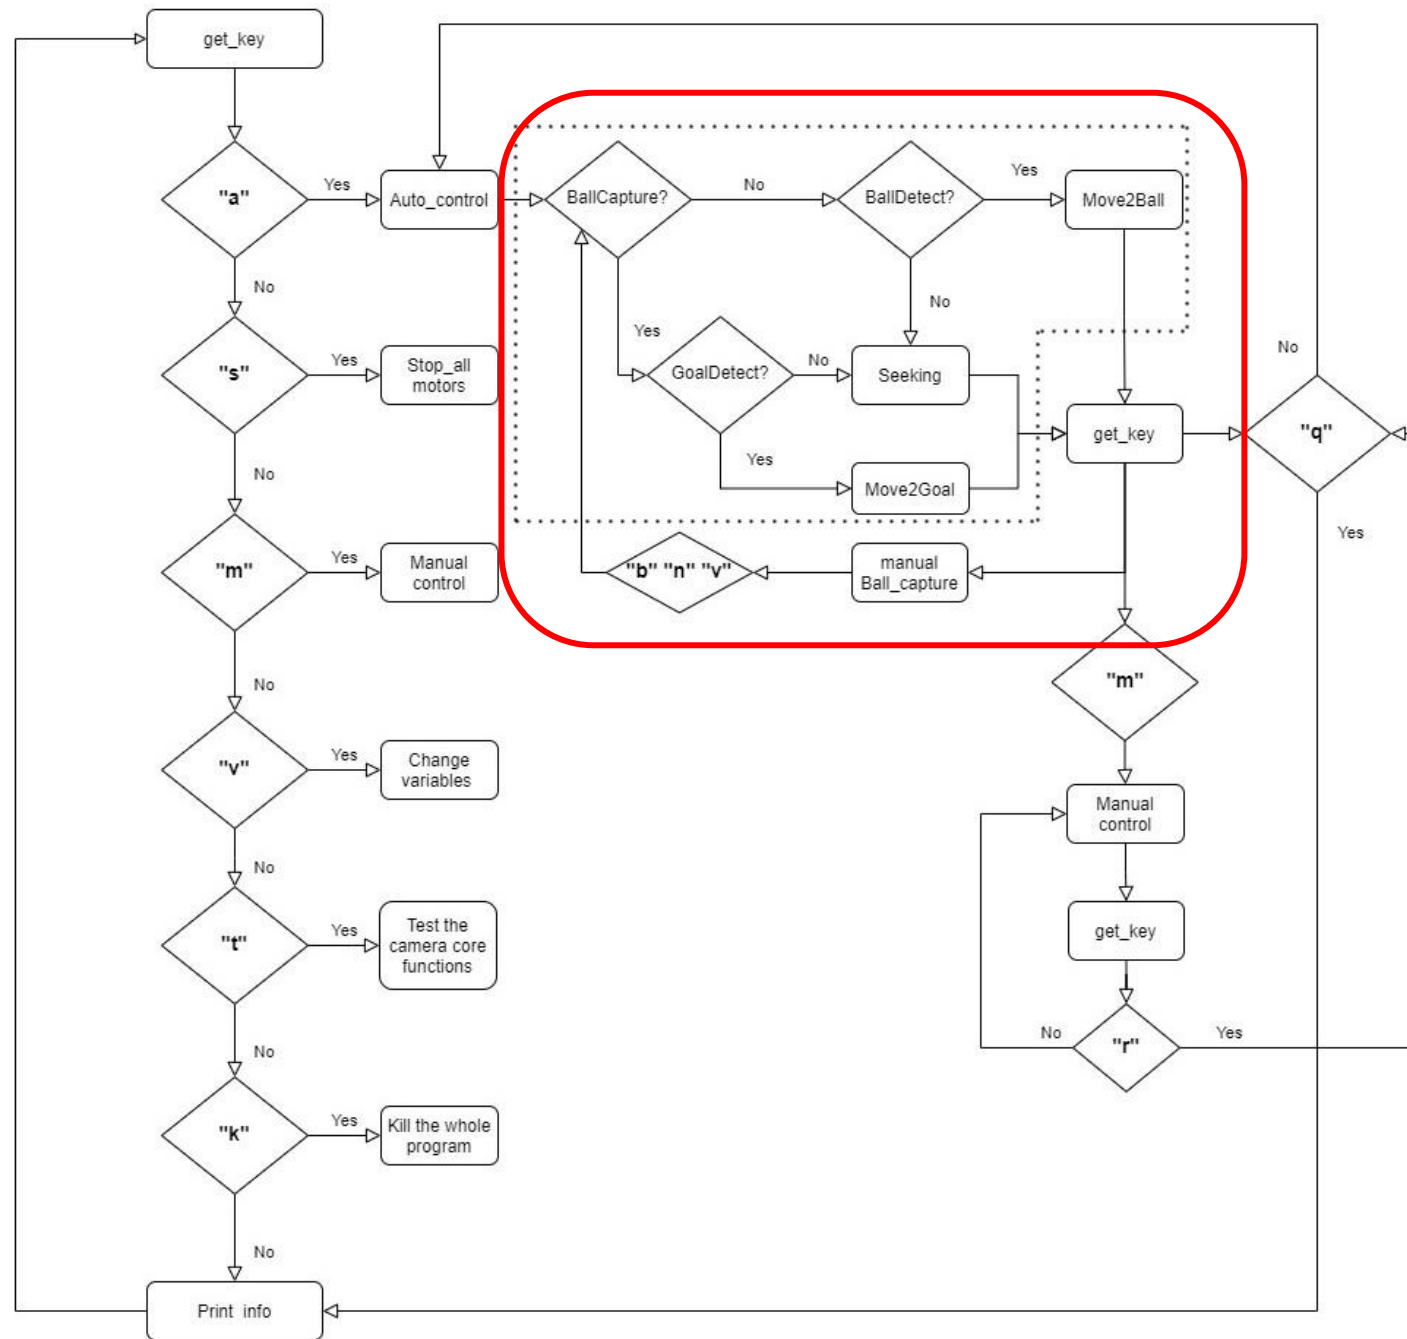 get_key
"a"
Yes
Auto_control
BallCapture?
No
BallDetect?
Yes
Move2Ball
No
No
"s"
Yes
Stop_all
motors
Yes
GoalDetect?
No
Seeking
No
get_key
"q"
Yes
Move2Goal
No
Yes
"m"
Yes
Manual
control
"b" "n" "v"
manual
Ball_capture
No
"m"
"v"
Yes
Change
variables
Manual
control
No
"t"
Yes
Test the
camera core
functions
get_key
No
No
"r"
Yes
"k"
Yes
Kill the whole
program
No
Print info